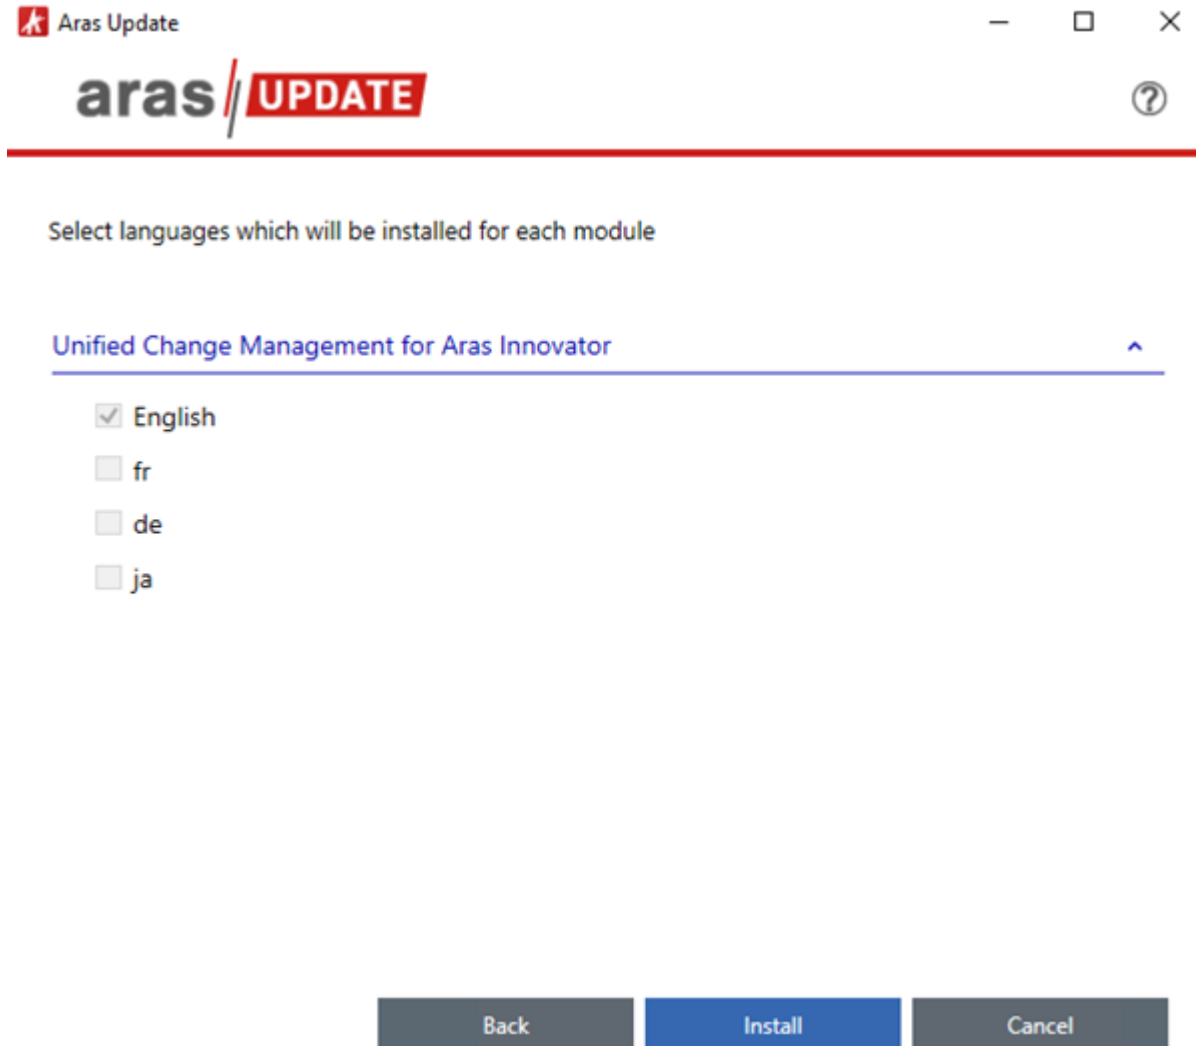 Aras Update
aras UPDATE
?
Select languages which will be installed for each module
Unified Change Management for Aras Innovator
English
fr
de
ja
Back Install Cancel